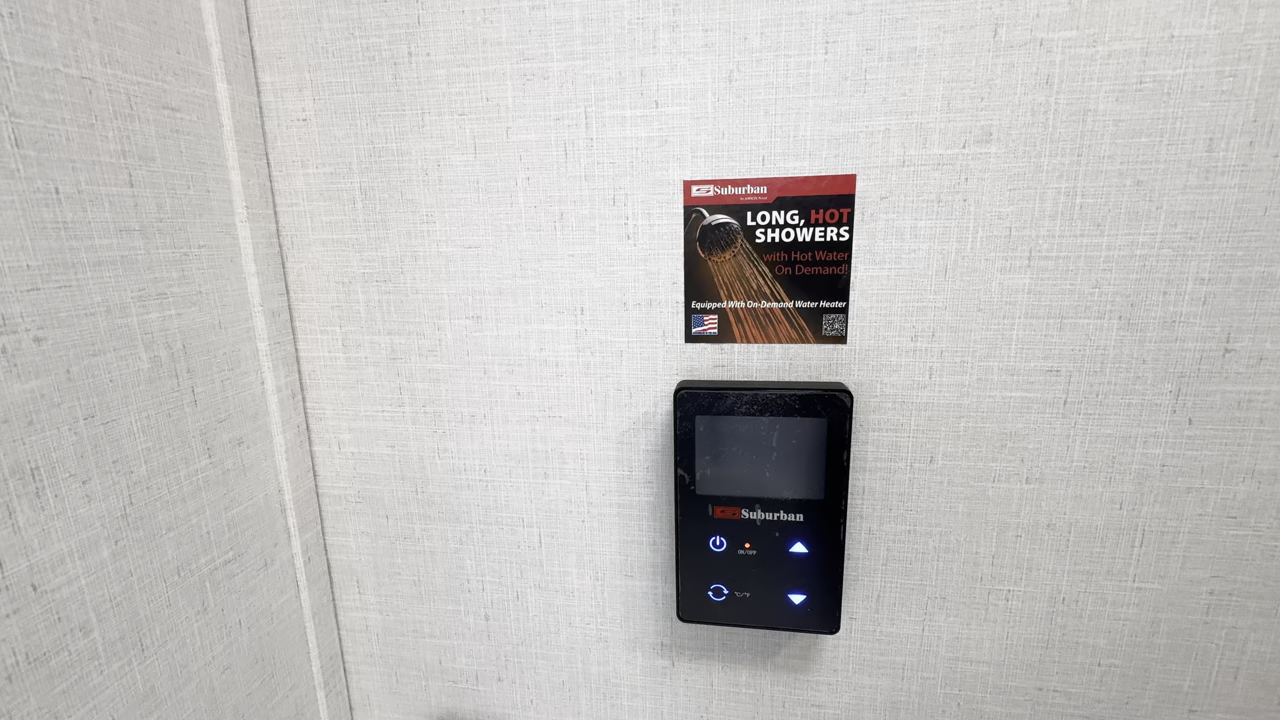 Suburban
LONG, HOT
SHOWERS
with Hot Water
On Demand!
Equipped With On-Demand Water Heater
Suburban
ON/OFF
°C/°F